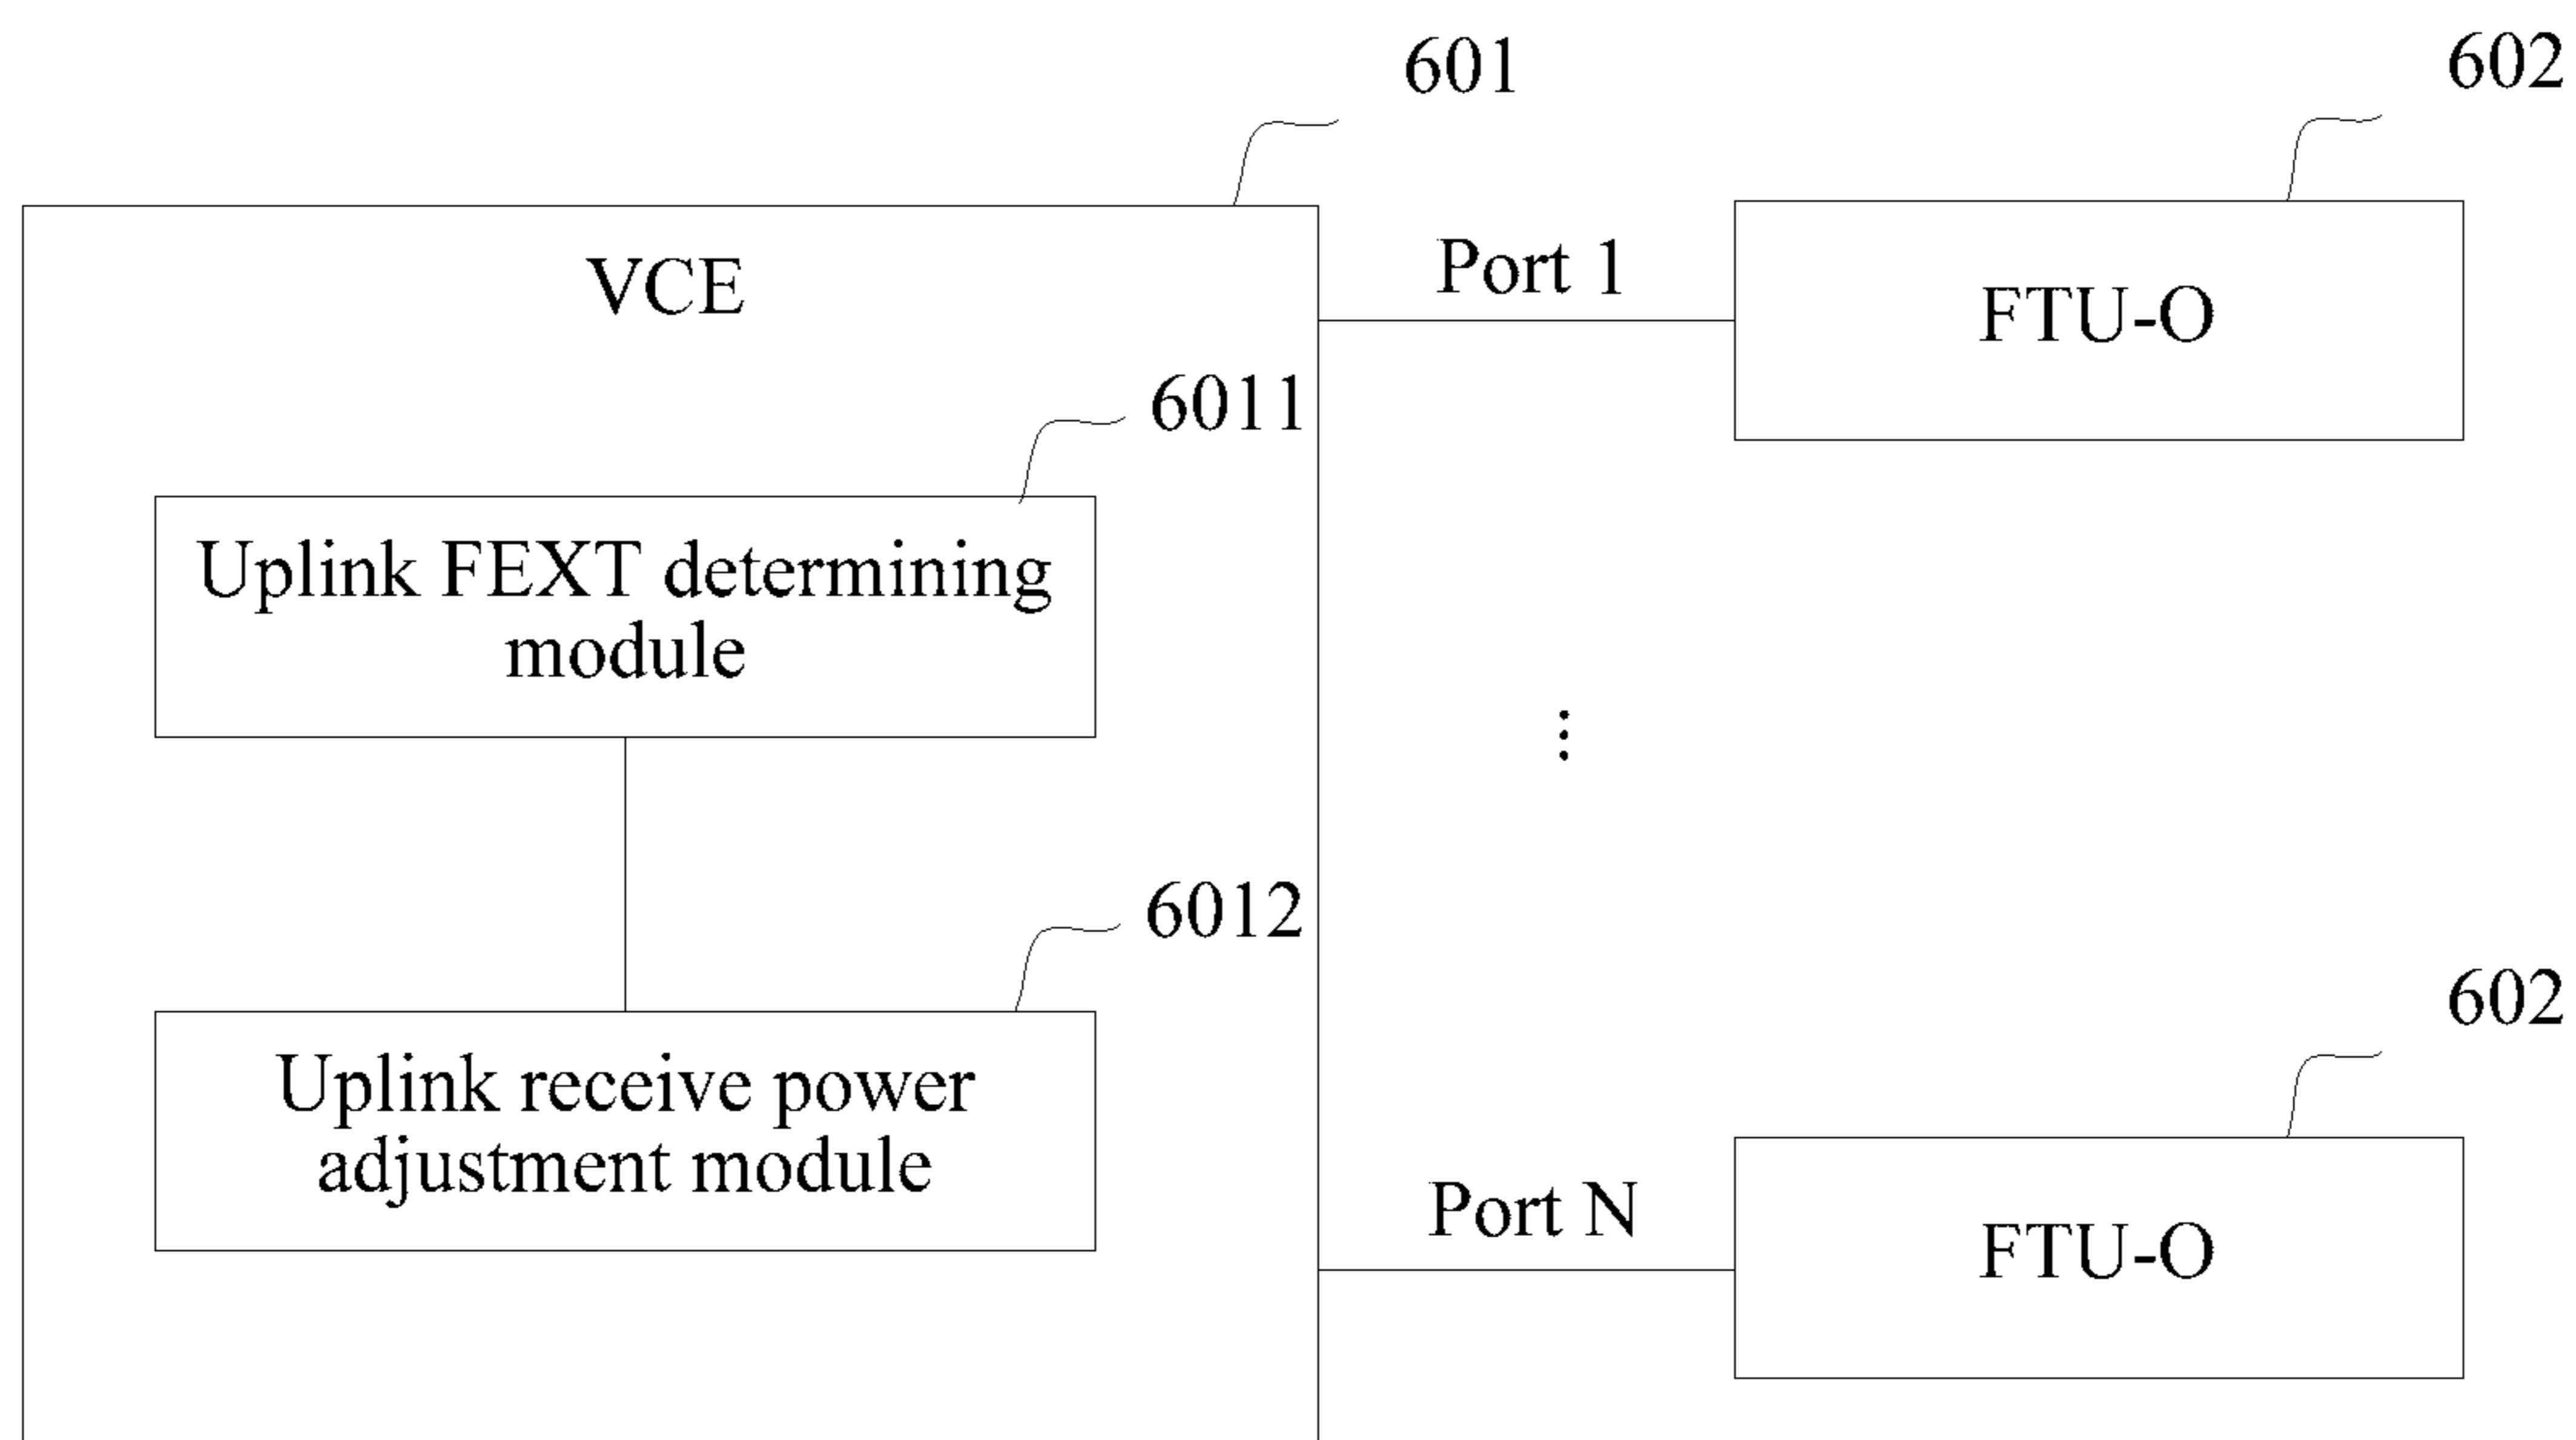 601
602
VCE
Port 1
FTU-O
6011
Uplink FEXT determining
module
6012
Uplink receive power
adjustment module
602
Port N
FTU-O